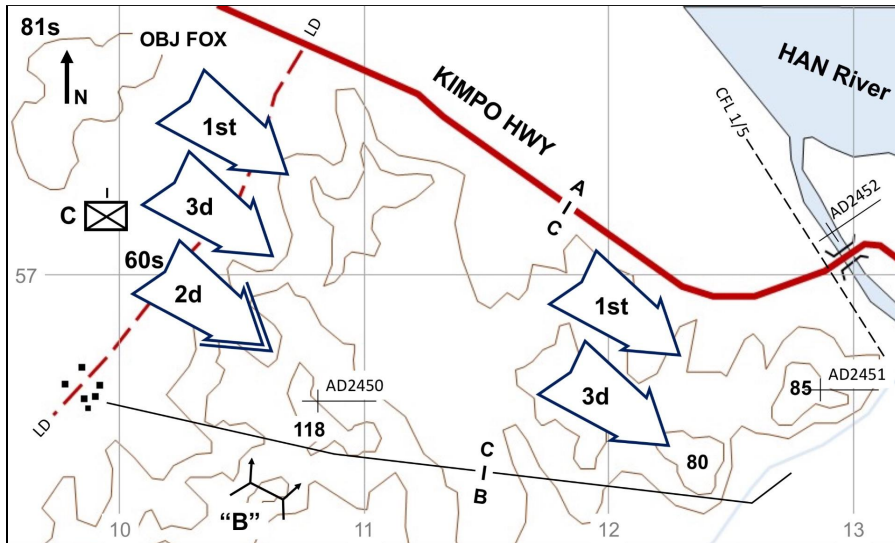 81s
OBJ FOX
LD
N
KIMPO HWY
HAN River
CFL 1/5
1st
3d
C
60s
2d
A
C
AD2452
57
1st
3d
AD2450
118
85
AD2451
80
LD
C
B
“B”
10
11
12
13